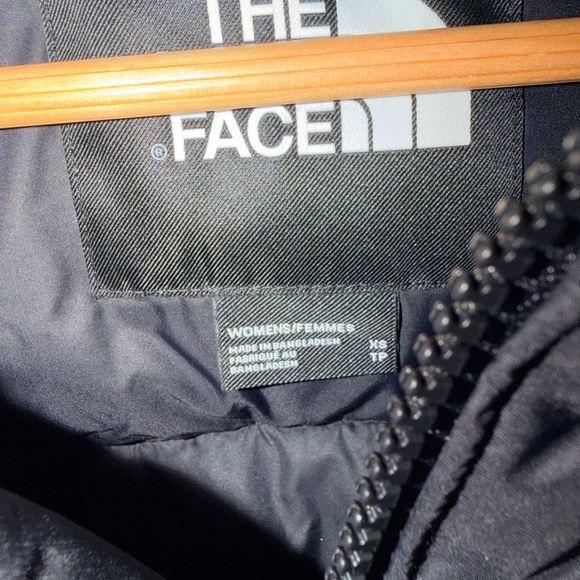 THE
FACE
®
WOMENS/FEMMES
MADE IN BANGLADESH
FABRIQUÉ AU
BANGLADESH
XS
TP